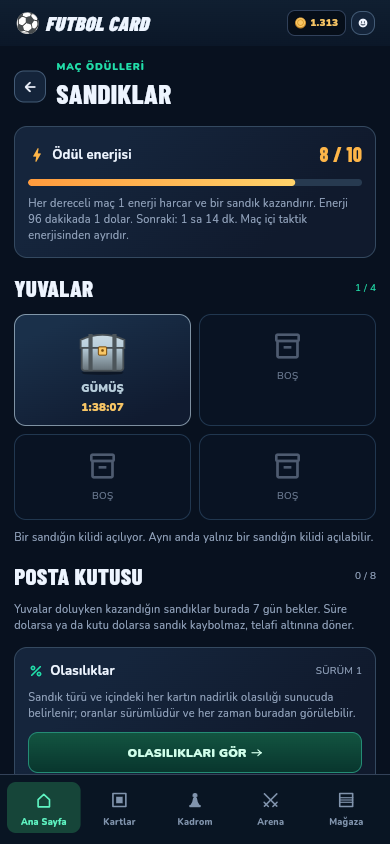 FUTBOL CARD
1.313
MAÇ ÖDÜLLERİ
SANDIKLAR
Ödül enerjisi
8 / 10
Her dereceli maç 1 enerji harcar ve bir sandık kazandırır. Enerji
96 dakikada 1 dolar. Sonraki: 1 sa 14 dk. Maç içi taktik
enerjisinden ayrıdır.
YUVALAR
1 / 4
GÜMÜŞ
1:38:07
BOŞ
BOŞ
BOŞ
Bir sandığın kilidi açılıyor. Aynı anda yalnız bir sandığın kilidi açılabilir.
POSTA KUTUSU
0 / 8
Yuvalar doluyken kazandığın sandıklar burada 7 gün bekler. Süre
dolarsa ya da kutu dolarsa sandık kaybolmaz, telafi altınına döner.
Olasılıklar
SÜRÜM 1
Sandık türü ve içindeki her kartın nadirlik olasılığı sunucuda
belirlenir; oranlar sürümlüdür ve her zaman buradan görülebilir.
OLASILIKLARI GÖR →
Ana Sayfa
Kartlar
Kadrom
Arena
Mağaza